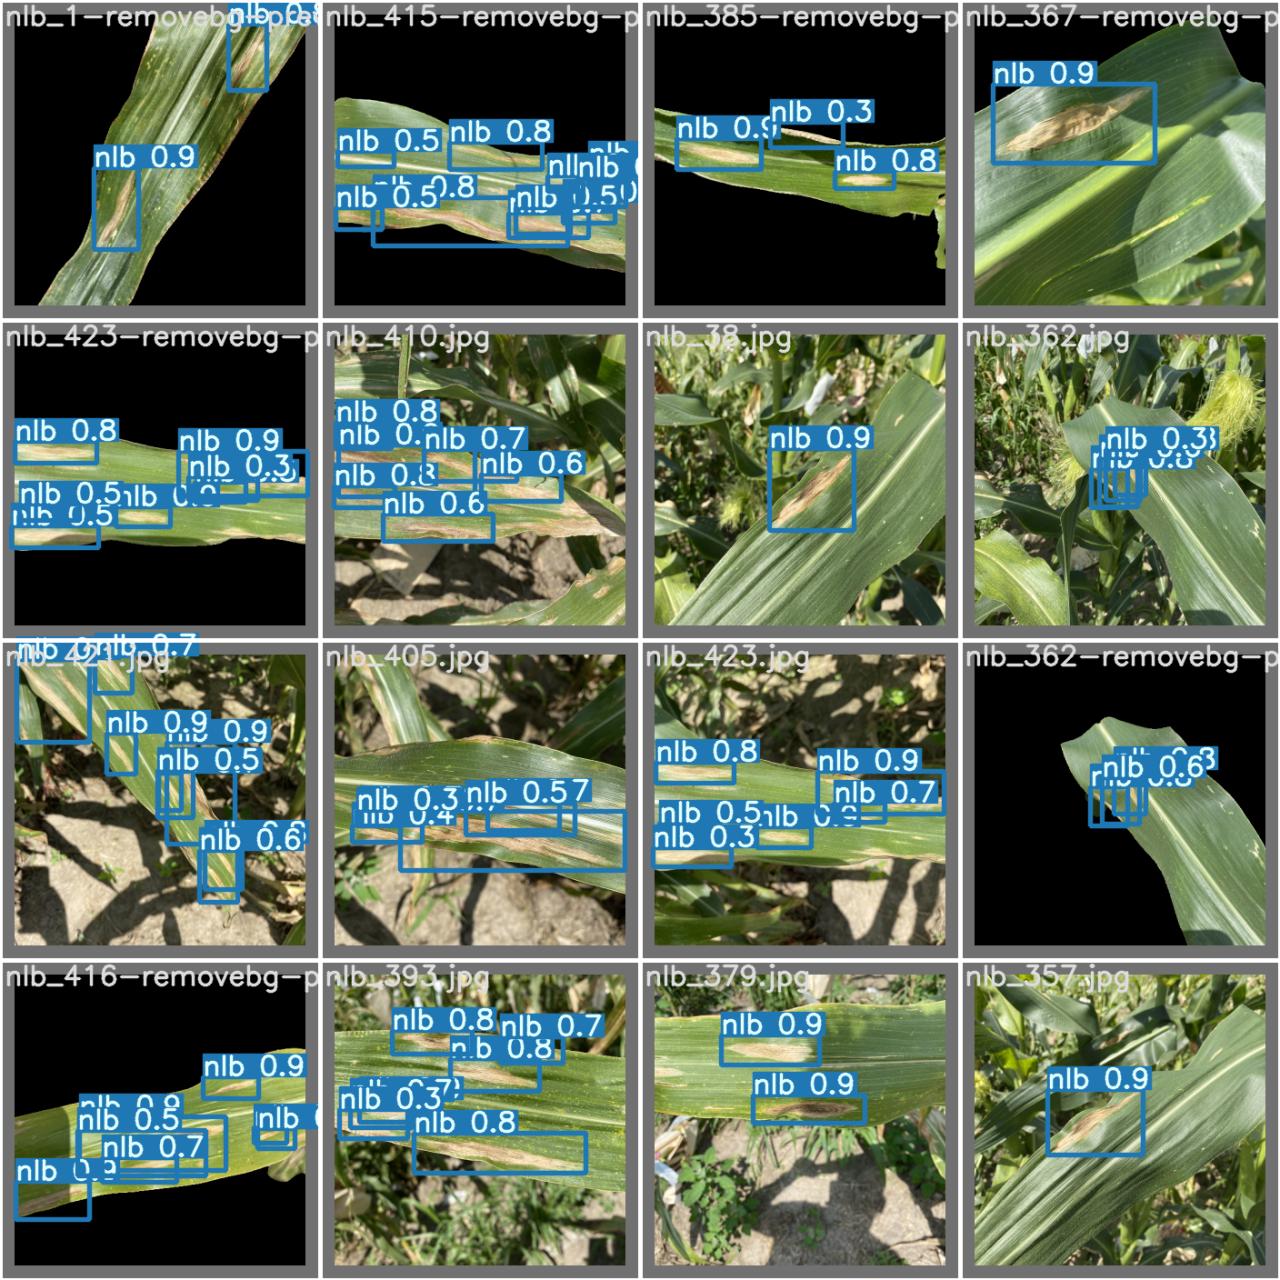 nlb_1-removebg-pre
nlb 0.8
nlb 0.9
nlb_415-removebg-p
nlb 0.5
nlb 0.8
nlb 0.5
0.8
nlb_385-removebg-p
nlb 0.9
nlb 0.3
nlb 0.8
nlb_367-removebg-p
nlb 0.9
nlb_423-removebg-p
nlb 0.8
nlb 0.9
nlb 0.3
nlb 0.5
nlb 0.5
nlb_410.jpg
nlb 0.8
nlb 0.7
nlb 0.6
nlb 0.8
nlb 0.6
nlb_38.jpg
nlb 0.9
nlb_362.jpg
nlb 0.3
nlb_421.jpg
nlb 0.7
nlb 0.9
0.9
nlb 0.5
nlb 0.6
nlb_405.jpg
nlb 0.3
nlb 0.4
nlb 0.5
nlb_423.jpg
nlb 0.8
nlb 0.9
nlb 0.7
nlb 0.5
nlb 0.3
nlb_362-removebg-p
nlb 0.6
nlb_416-removebg-p
nlb 0.9
nlb 0.5
nlb 0.7
nlb
nlb_393.jpg
nlb 0.8
nlb 0.7
nlb 0.8
nlb 0.3
nlb 0.8
nlb_379.jpg
nlb 0.9
nlb 0.9
nlb_357.jpg
nlb 0.9